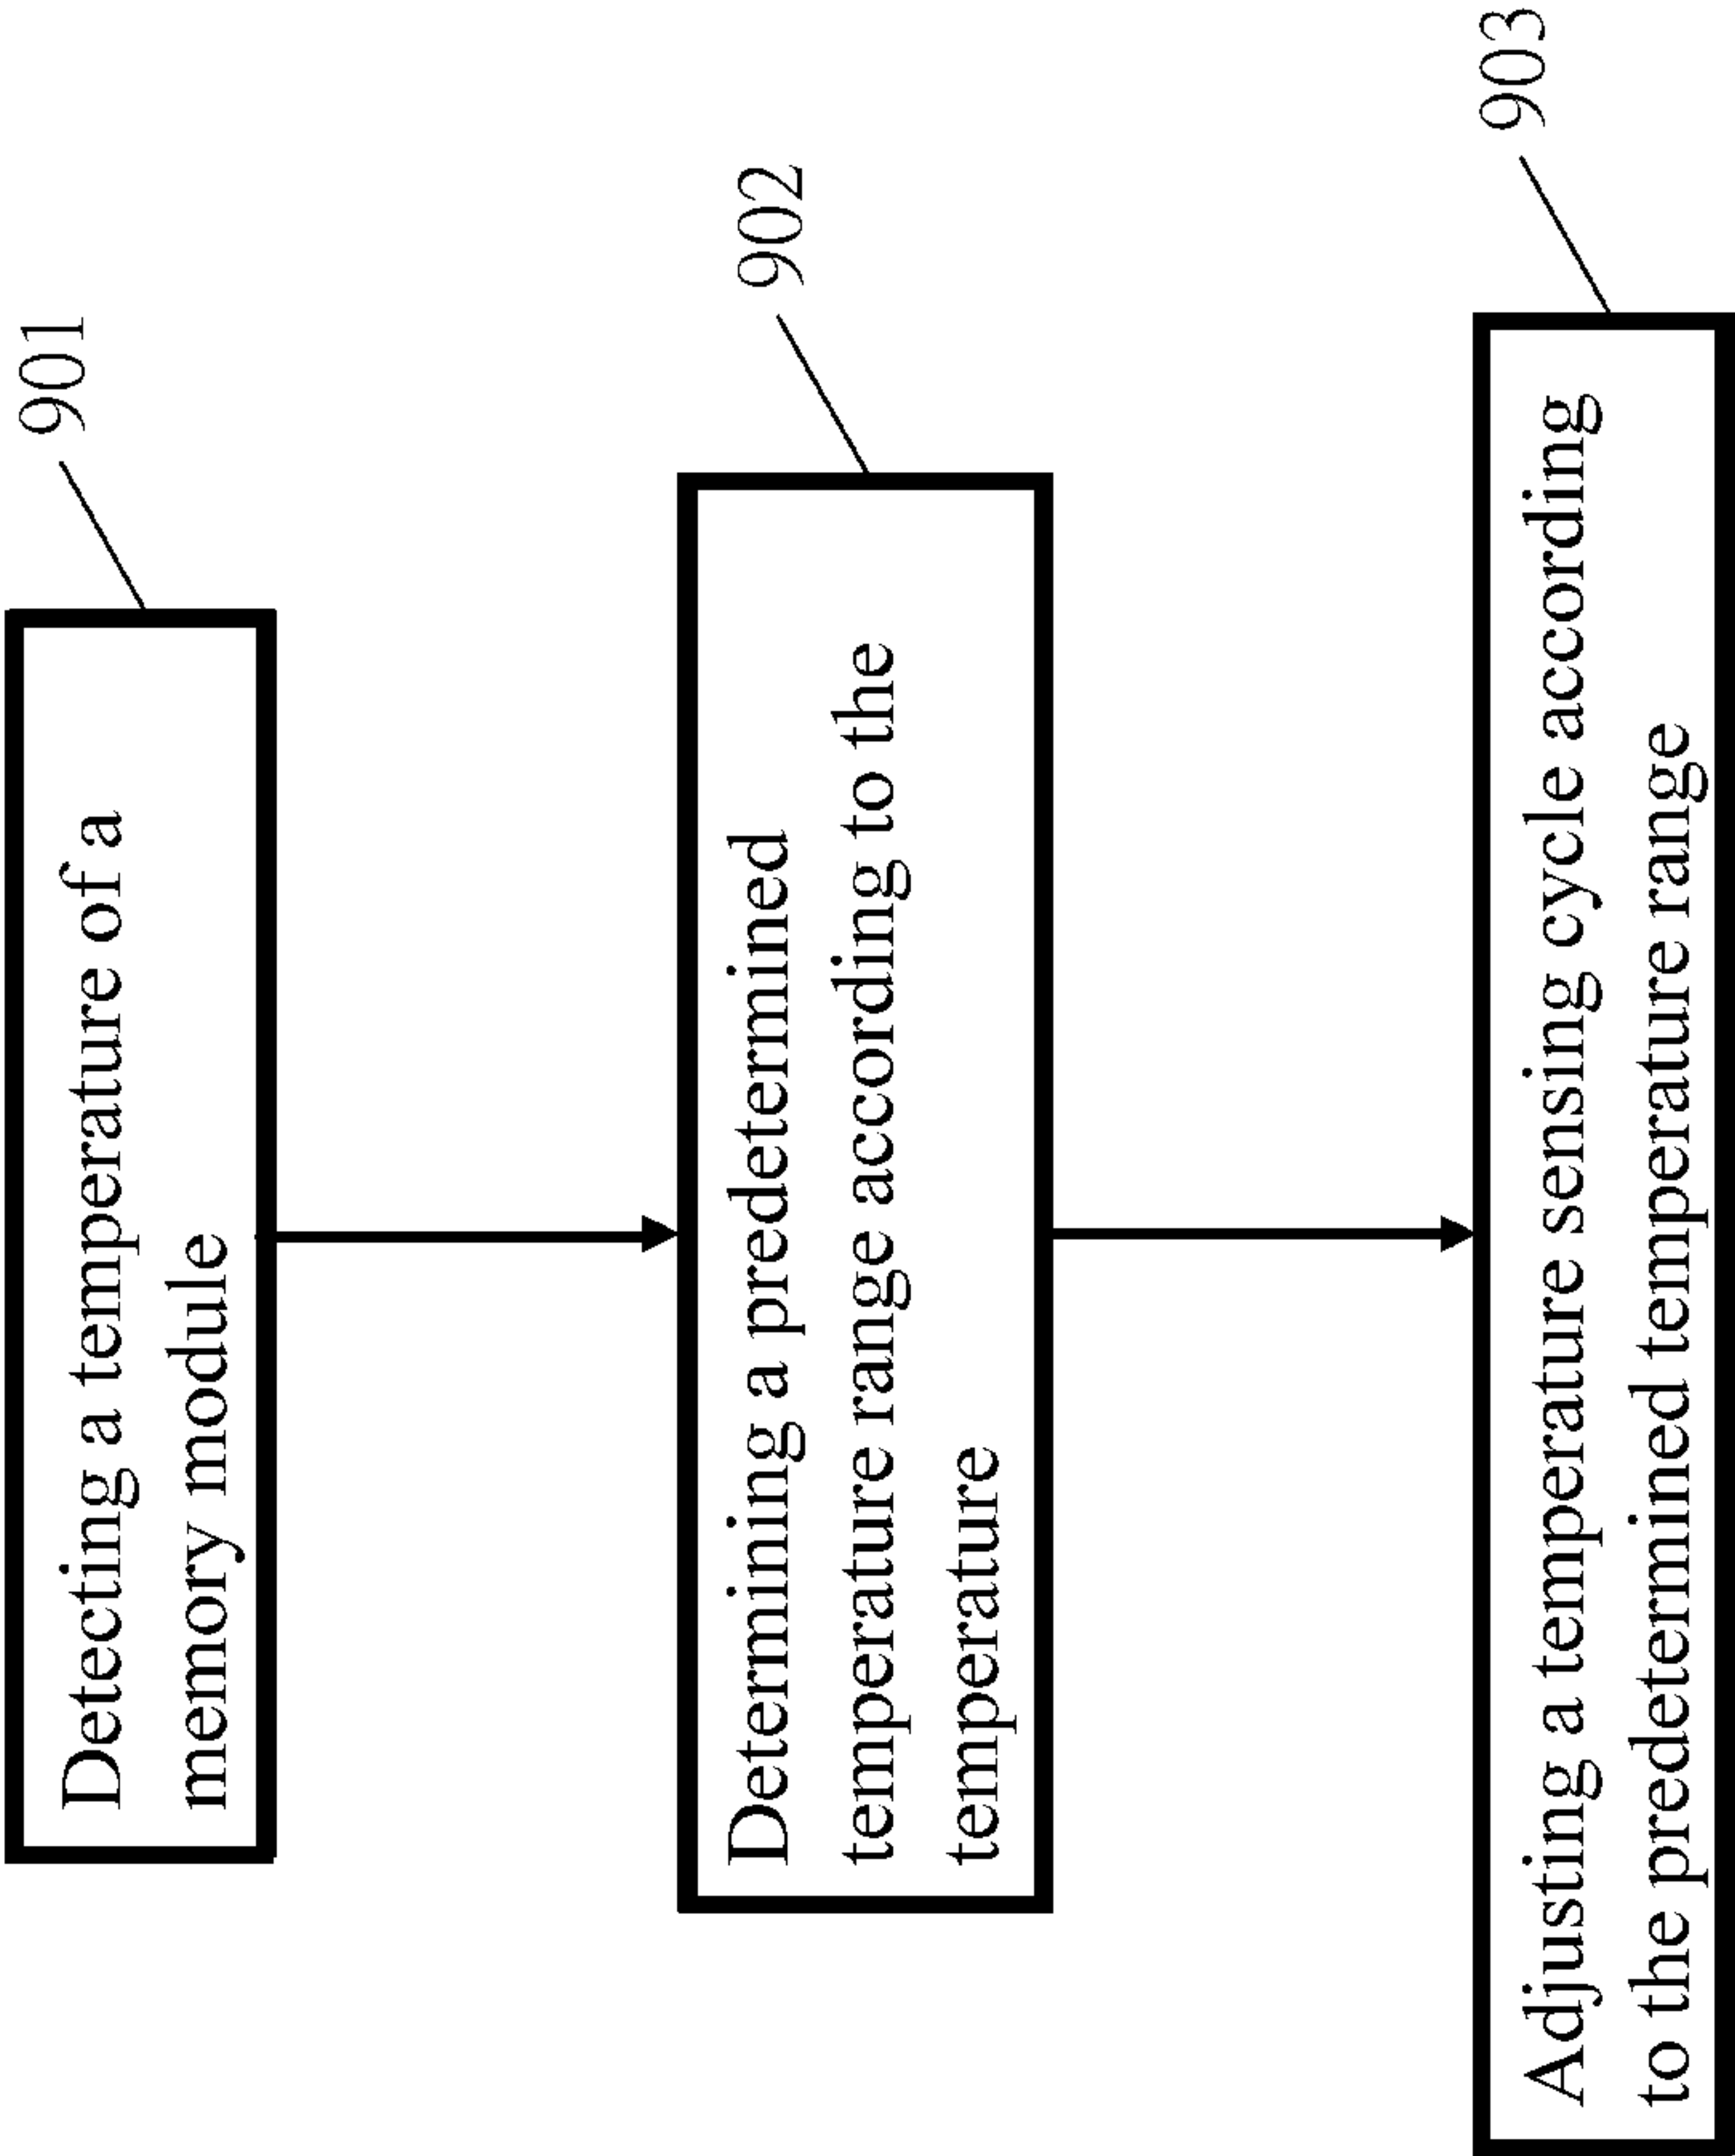 901
Detecting a temperature of a
memory module
902
Determining a predetermined
temperature range according to the
temperature
903
Adjusting a temperature sensing cycle according
to the predetermined temperature range